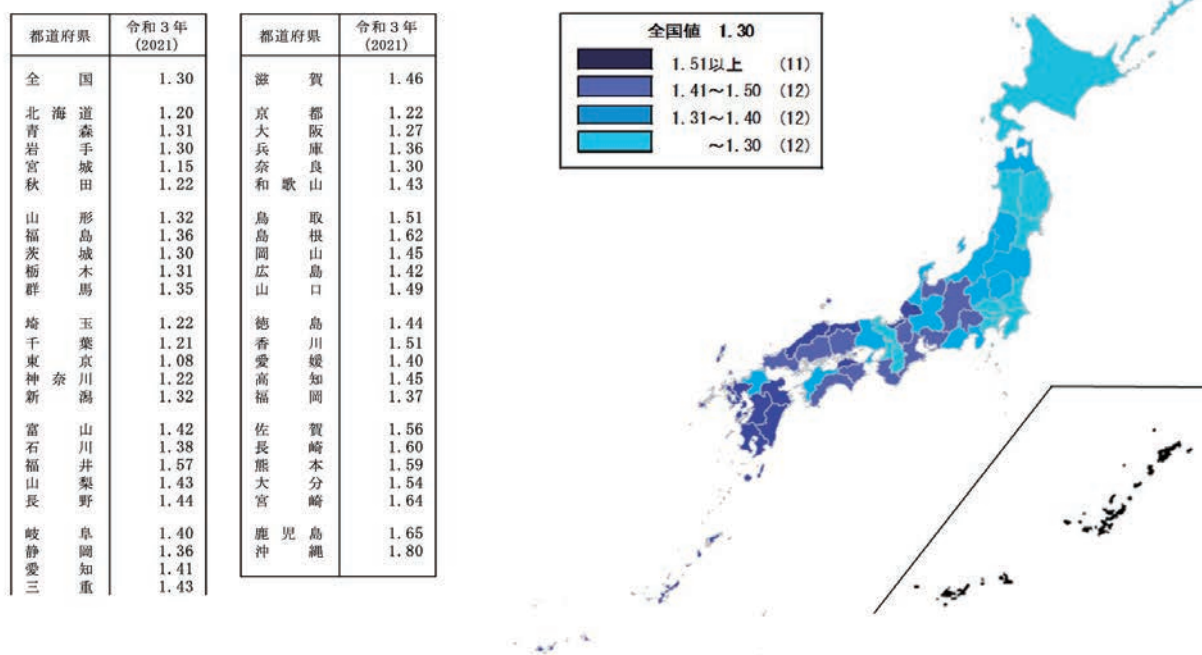 都道府県 令和3年
(2021)
全国 1.30
北海道 1.20
青森 1.31
岩手 1.30
宮城 1.15
秋田 1.22
山形 1.32
福島 1.36
茨城 1.30
栃木 1.31
群馬 1.35
埼玉 1.22
千葉 1.21
東京 1.08
神奈川 1.22
新潟 1.32
富山 1.42
石川 1.38
福井 1.57
山梨 1.43
長野 1.44
岐阜 1.40
静岡 1.36
愛知 1.41
三重 1.43
都道府県 令和3年
(2021)
滋賀 1.46
京都 1.22
大阪 1.27
兵庫 1.36
奈良 1.30
和歌山 1.43
鳥取 1.51
島根 1.62
岡山 1.45
広島 1.42
山口 1.49
徳島 1.44
香川 1.51
愛媛 1.40
高知 1.45
福岡 1.37
佐賀 1.56
長崎 1.60
熊本 1.59
大分 1.54
宮崎 1.64
鹿児島 1.65
沖縄 1.80
全国値 1.30
1.51以上 (11)
1.41～1.50 (12)
1.31～1.40 (12)
～1.30 (12)